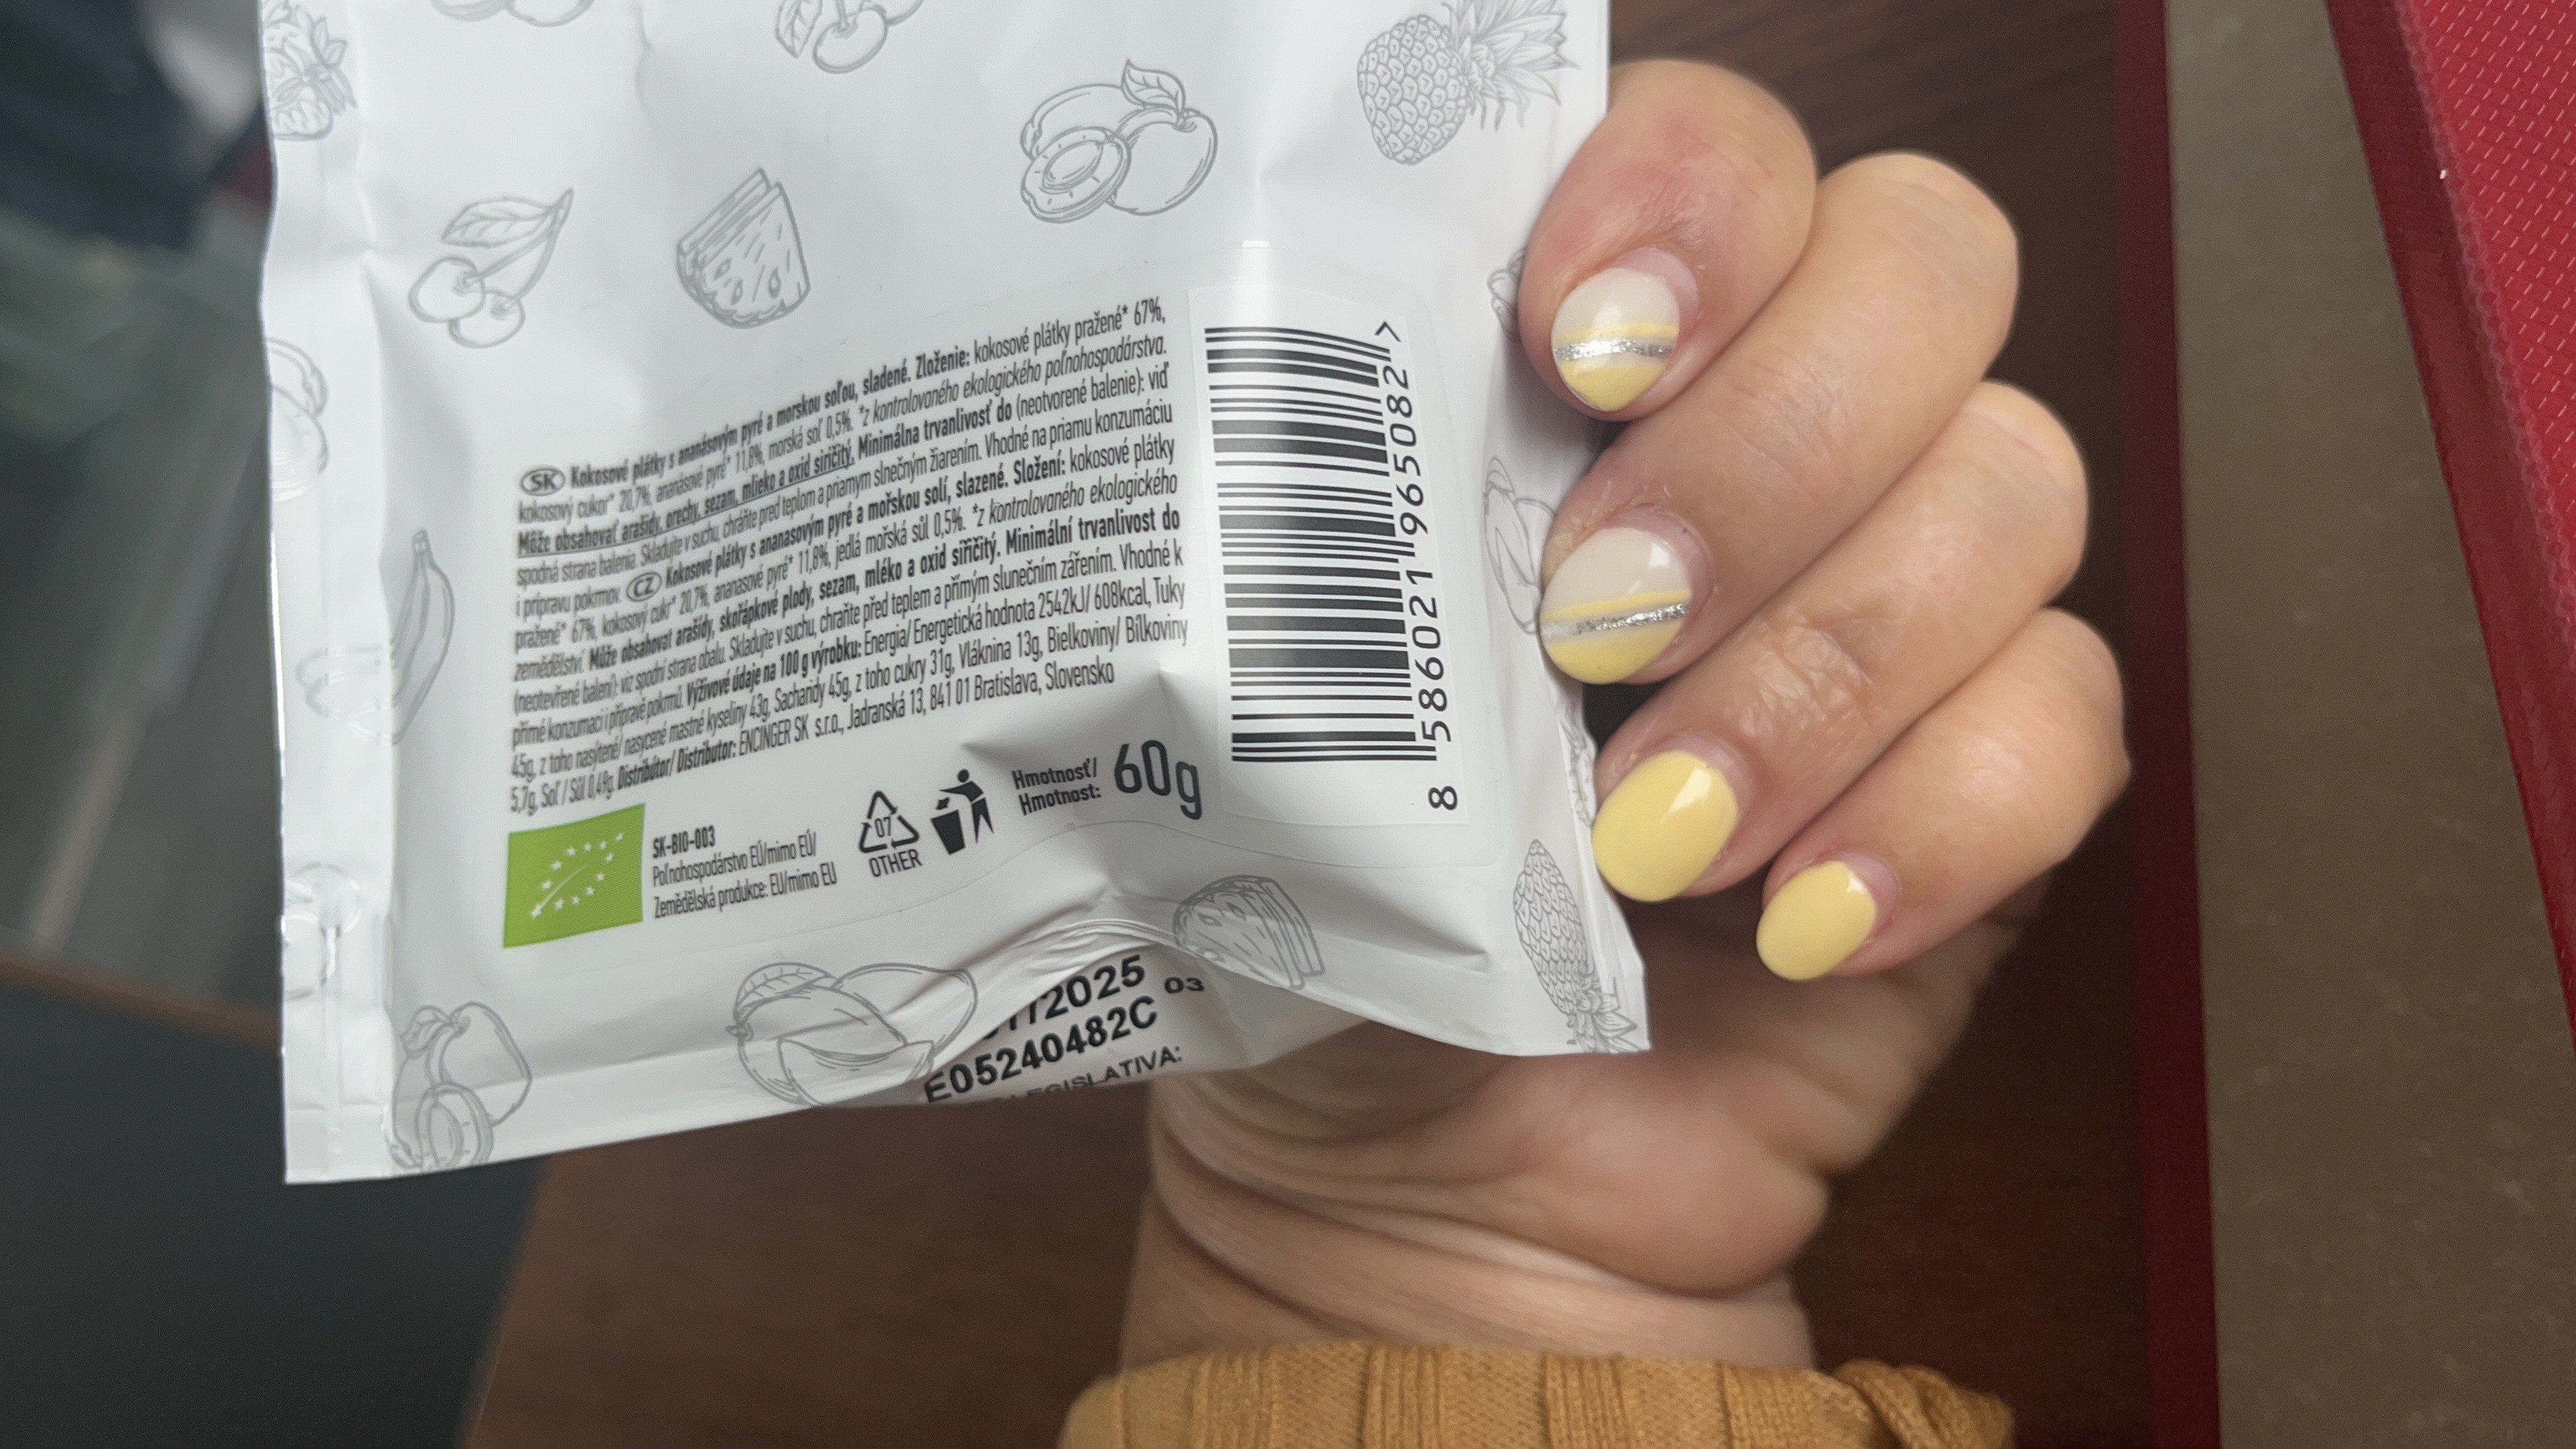 SK Kokosové plátky s ananásovým pyré a morskou soľou, sladené. Zloženie: kokosové plátky pražené* 67%,
kokosový cukor* 20,7%, ananásové pyré* 11,8%, morská soľ 0,5%. *z kontrolovaného ekologického poľnohospodárstva.
Môže obsahovať arašidy, orechy, sezam, mlieko a oxid siričitý. Minimálna trvanlivosť do (neotvorené balenie): viď
spodná strana balenia. Skladujte v suchu, chráňte pred teplom a priamym slnečným žiarením. Vhodné na priamu konzumáciu
i prípravu pokrmov. CZ Kokosové plátky s ananasovým pyré a mořskou solí, slazené. Složení: kokosové plátky
pražené* 67%, kokosový cukr* 20,7%, ananasové pyré* 11,8%, jedlá mořská sůl 0,5%. *z kontrolovaného ekologického
zemědělství. Může obsahovat arašídy, skořápkové plody, sezam, mléko a oxid siřičitý. Minimální trvanlivost do
(neotevřené balení): viz spodní strana obalu. Skladujte v suchu, chraňte před teplem a přímým slunečním zářením. Vhodné k
přímé konzumaci i přípravě pokrmů. Výživové údaje na 100 g výrobku: Energia/ Energetická hodnota 2542kJ/ 608kcal, Tuky
45g, z toho nasýtené/ nasycené mastné kyseliny 43g, Sacharidy 45g, z toho cukry 31g, Vláknina 13g, Bielkoviny/ Bílkoviny
5,7g, Soľ / Sůl 0,49g. Distribútor/ Distributor: ENCINGER SK s.r.o., Jadranská 13, 841 01 Bratislava, Slovensko
SK-BIO-003
Poľnohospodárstvo EÚ/mimo EÚ/
Zemědělská produkce: EU/mimo EU
07
OTHER
Hmotnosť/
Hmotnost: 60g
8 586021 965082 >
/2025
E05240482C 03